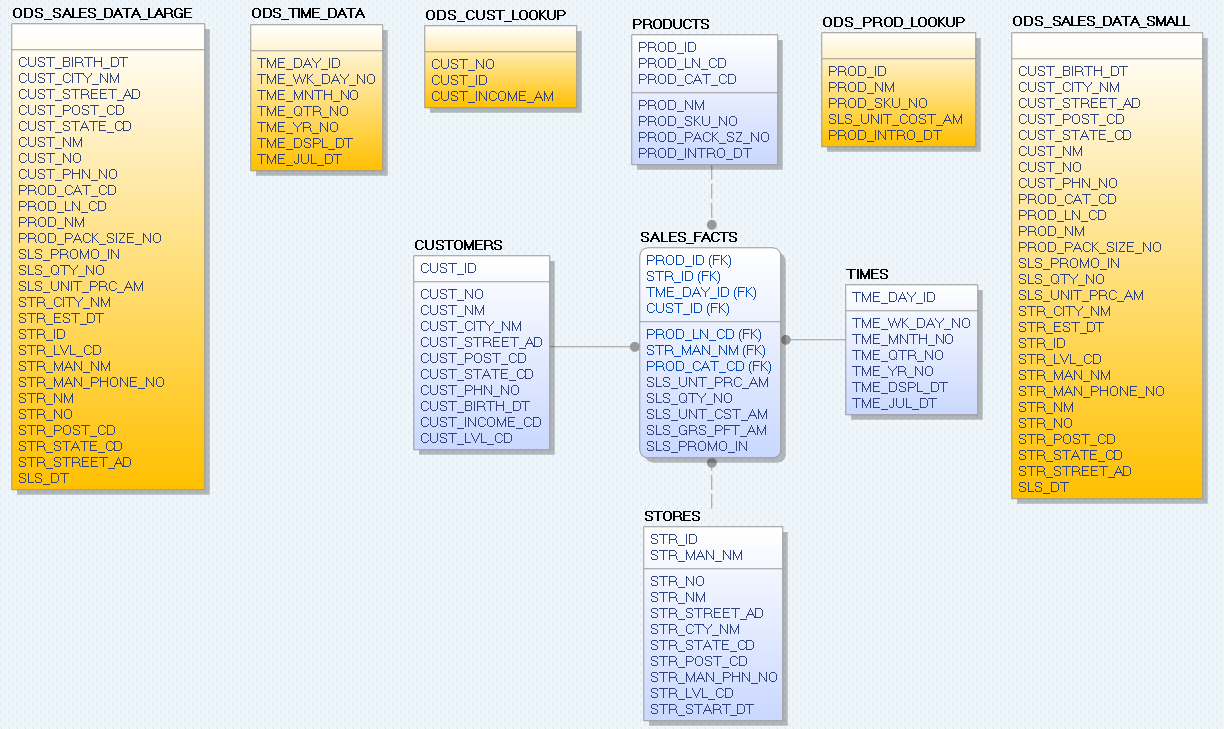 ODS_SALES_DATA_LARGE
CUST_BIRTH_DT
CUST_CITY_NM
CUST_STREET_AD
CUST_POST_CD
CUST_STATE_CD
CUST_NM
CUST_NO
CUST_PHN_NO
PROD_CAT_CD
PROD_LN_CD
PROD_NM
PROD_PACK_SIZE_NO
SLS_PROMO_IN
SLS_QTY_NO
SLS_UNIT_PRC_AM
STR_CITY_NM
STR_EST_DT
STR_ID
STR_LVL_CD
STR_MAN_NM
STR_MAN_PHONE_NO
STR_NM
STR_NO
STR_POST_CD
STR_STATE_CD
STR_STREET_AD
SLS_DT
ODS_TIME_DATA
TME_DAY_ID
TME_WK_DAY_NO
TME_MNTH_NO
TME_QTR_NO
TME_YR_NO
TME_DSPL_DT
TME_JUL_DT
ODS_CUST_LOOKUP
CUST_NO
CUST_ID
CUST_INCOME_AM
PRODUCTS
PROD_ID
PROD_LN_CD
PROD_CAT_CD
PROD_NM
PROD_SKU_NO
PROD_PACK_SZ_NO
PROD_INTRO_DT
ODS_PROD_LOOKUP
PROD_ID
PROD_NM
PROD_SKU_NO
SLS_UNIT_COST_AM
PROD_INTRO_DT
ODS_SALES_DATA_SMALL
CUST_BIRTH_DT
CUST_CITY_NM
CUST_STREET_AD
CUST_POST_CD
CUST_STATE_CD
CUST_NM
CUST_NO
CUST_PHN_NO
PROD_CAT_CD
PROD_LN_CD
PROD_NM
PROD_PACK_SIZE_NO
SLS_PROMO_IN
SLS_QTY_NO
SLS_UNIT_PRC_AM
STR_CITY_NM
STR_EST_DT
STR_ID
STR_LVL_CD
STR_MAN_NM
STR_MAN_PHONE_NO
STR_NM
STR_NO
STR_POST_CD
STR_STATE_CD
STR_STREET_AD
SLS_DT
CUSTOMERS
CUST_ID
CUST_NO
CUST_NM
CUST_CITY_NM
CUST_STREET_AD
CUST_POST_CD
CUST_STATE_CD
CUST_PHN_NO
CUST_BIRTH_DT
CUST_INCOME_CD
CUST_LVL_CD
SALES_FACTS
PROD_ID (FK)
STR_ID (FK)
TME_DAY_ID (FK)
CUST_ID (FK)
PROD_LN_CD (FK)
STR_MAN_NM (FK)
PROD_CAT_CD (FK)
SLS_UNT_PRC_AM
SLS_QTY_NO
SLS_UNT_CST_AM
SLS_GRS_PFT_AM
SLS_PROMO_IN
TIMES
TME_DAY_ID
TME_WK_DAY_NO
TME_MNTH_NO
TME_QTR_NO
TME_YR_NO
TME_DSPL_DT
TME_JUL_DT
STORES
STR_ID
STR_MAN_NM
STR_NO
STR_NM
STR_STREET_AD
STR_CTY_NM
STR_STATE_CD
STR_POST_CD
STR_MAN_PHN_NO
STR_LVL_CD
STR_START_DT